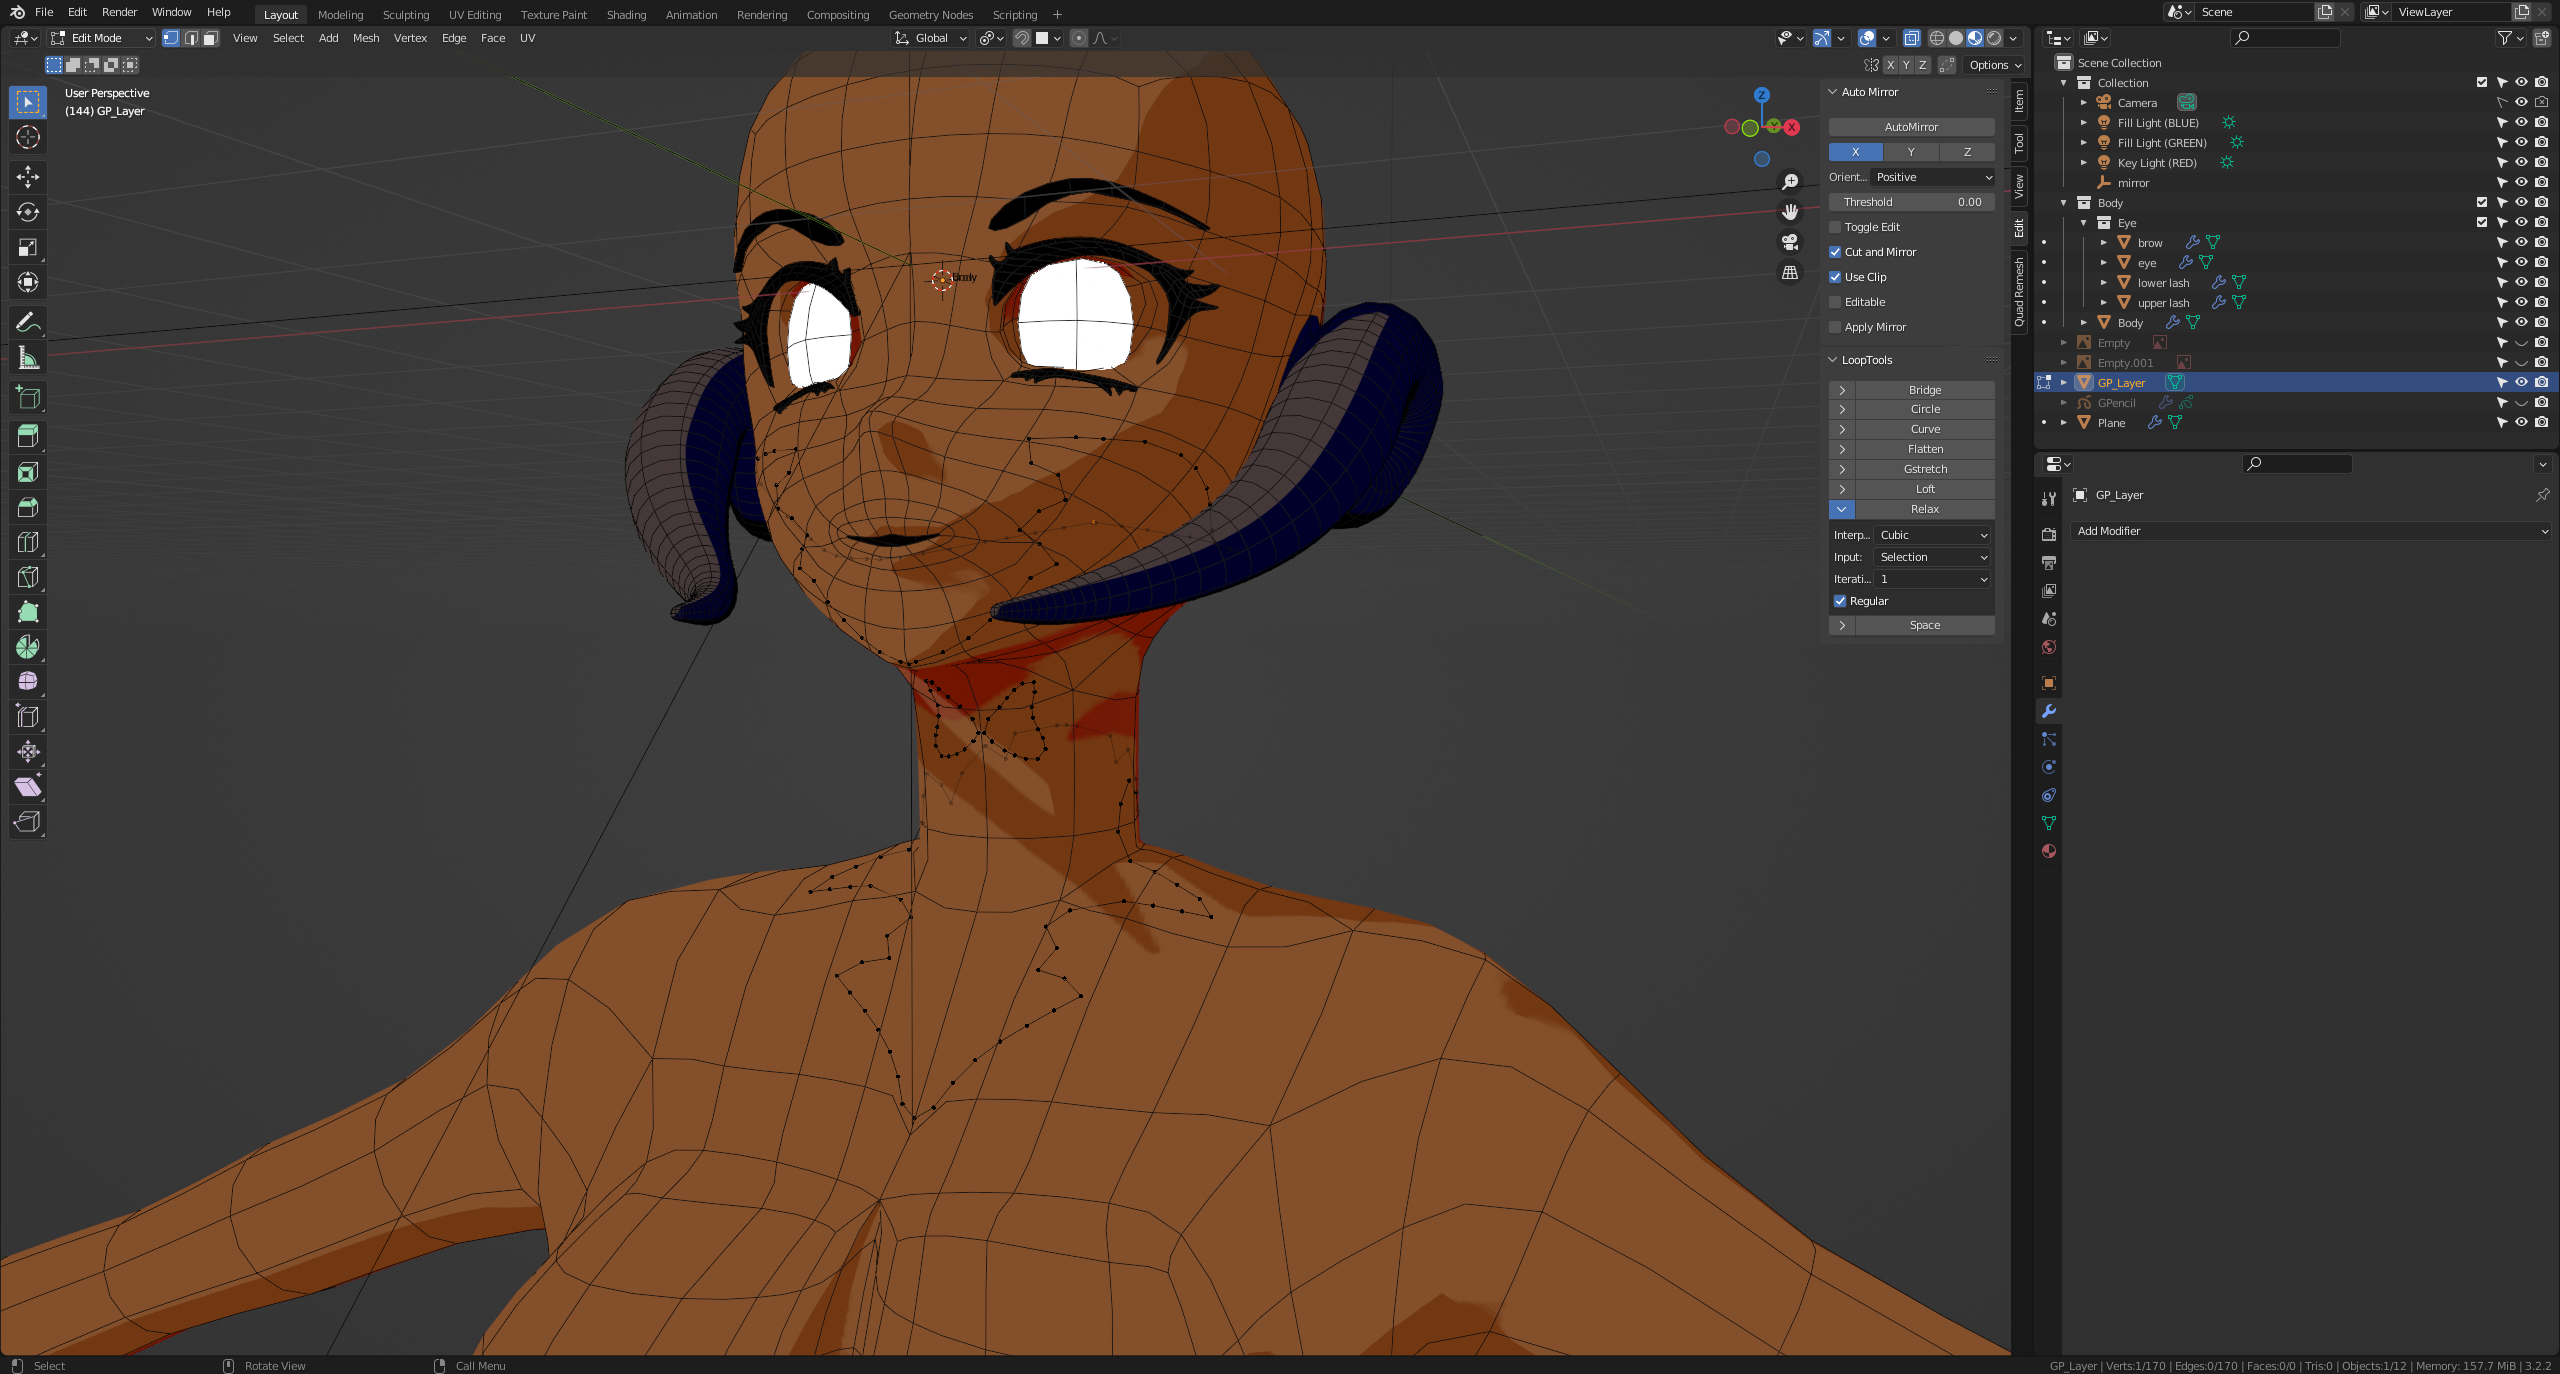 File Edit Render Window Help Layout Modeling Sculpting UV Editing Texture Paint Shading Animation Rendering Compositing Geometry Nodes Scripting + Scene ViewLayer
Edit Mode View Select Add Mesh Vertex Edge Face UV Global
X Y Z Options
User Perspective
(144) GP_Layer
Z
X
Y
Body
Auto Mirror
AutoMirror
X Y Z
Orient... Positive
Threshold 0.00
Toggle Edit
Cut and Mirror
Use Clip
Editable
Apply Mirror
LoopTools
Bridge
Circle
Curve
Flatten
Gstretch
Loft
Relax
Interp... Cubic
Input: Selection
Iterati... 1
Regular
Space
Item
Tool
View
Edit
Quad Remesh
Scene Collection
Collection
Camera
Fill Light (BLUE)
Fill Light (GREEN)
Key Light (RED)
mirror
Body
Eye
brow
eye
lower lash
upper lash
Body
Empty
Empty.001
GP_Layer
GPencil
Plane
GP_Layer
Add Modifier
Select Rotate View Call Menu
GP_Layer | Verts:1/170 | Edges:0/170 | Faces:0/0 | Tris:0 | Objects:1/12 | Memory: 157.7 MiB | 3.2.2